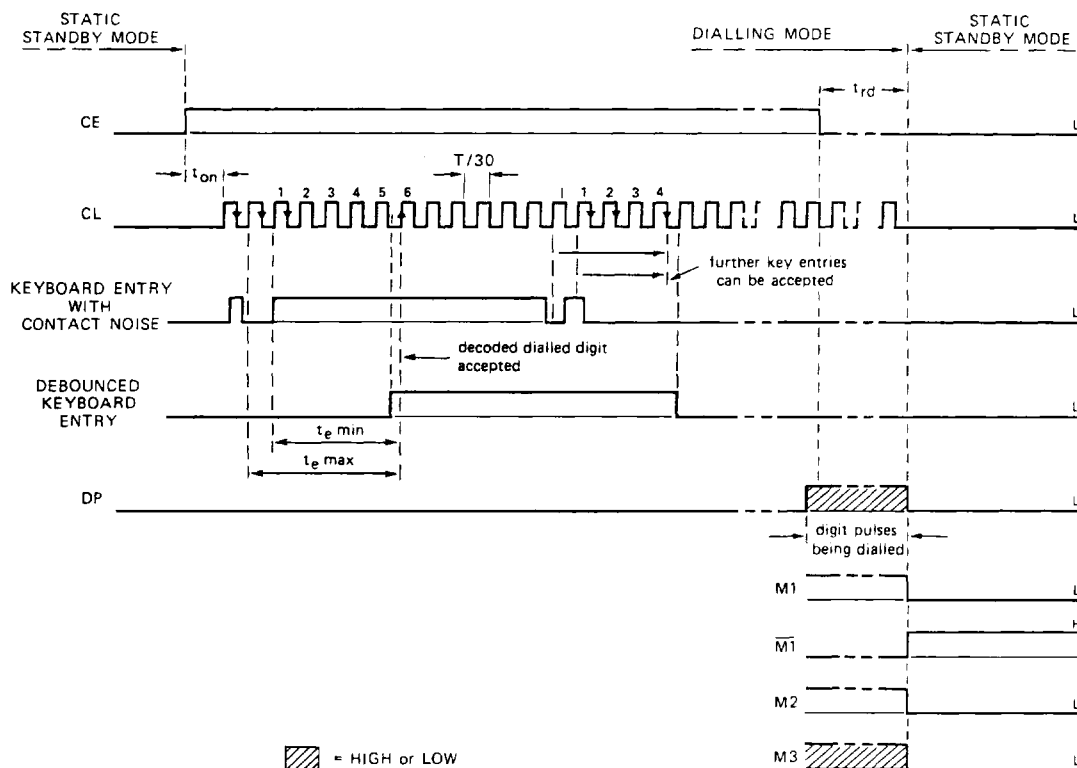 STATIC
STANDBY MODE
DIALLING MODE
STATIC
STANDBY MODE
t_rd
CE
L
t_on
T/30
1 2 3 4 5 6 1 1 2 3 4
CL
L
further key entries
can be accepted
KEYBOARD ENTRY
WITH
CONTACT NOISE
L
decoded dialled digit
accepted
DEBOUNCED
KEYBOARD
ENTRY
L
t_e min
t_e max
DP
L
digit pulses
being dialled
M1
L
M1
H
M2
L
M3
L
= HIGH or LOW